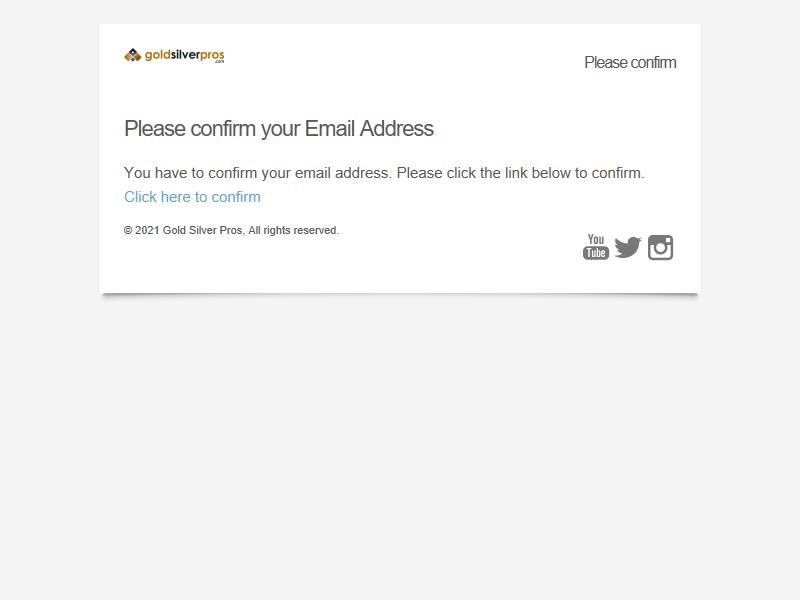 goldsilverpros
.com
Please confirm
Please confirm your Email Address
You have to confirm your email address. Please click the link below to confirm.
Click here to confirm
© 2021 Gold Silver Pros, All rights reserved.
You
Tube